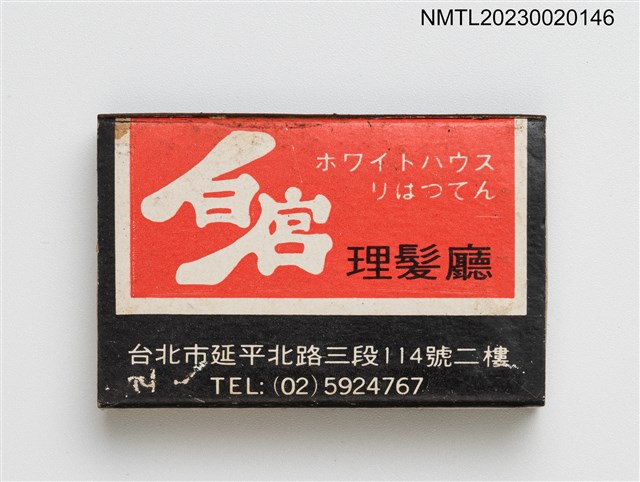 NMTL20230020146
白宮
ホワイトハウス
りはつてん
理髮廳
台北市延平北路三段114號二樓
TEL:(02)5924767